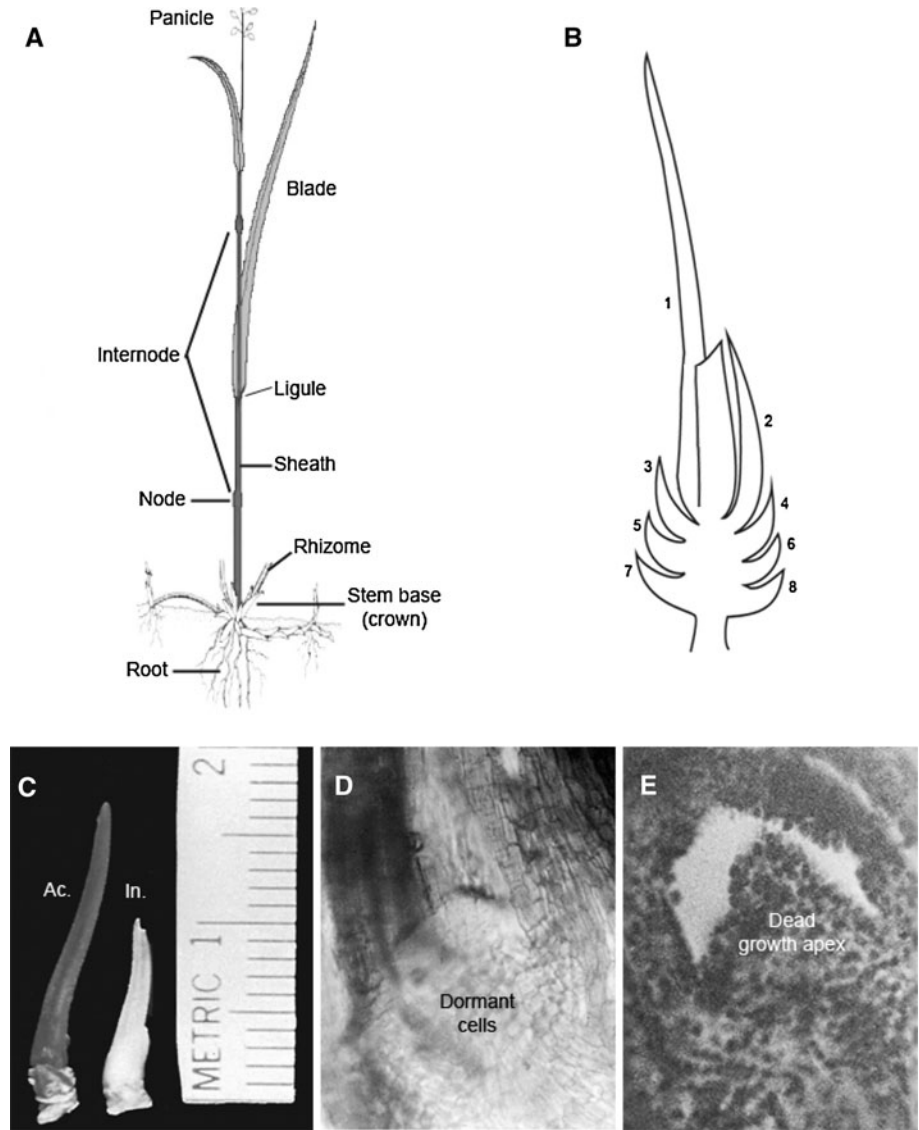 A
Panicle
Blade
Internode
Ligule
Sheath
Node
Rhizome
Stem base
(crown)
Root
B
1
2
3
4
5
6
7
8
C
Ac.
In.
METRIC 1
2
D
Dormant
cells
E
Dead
growth apex